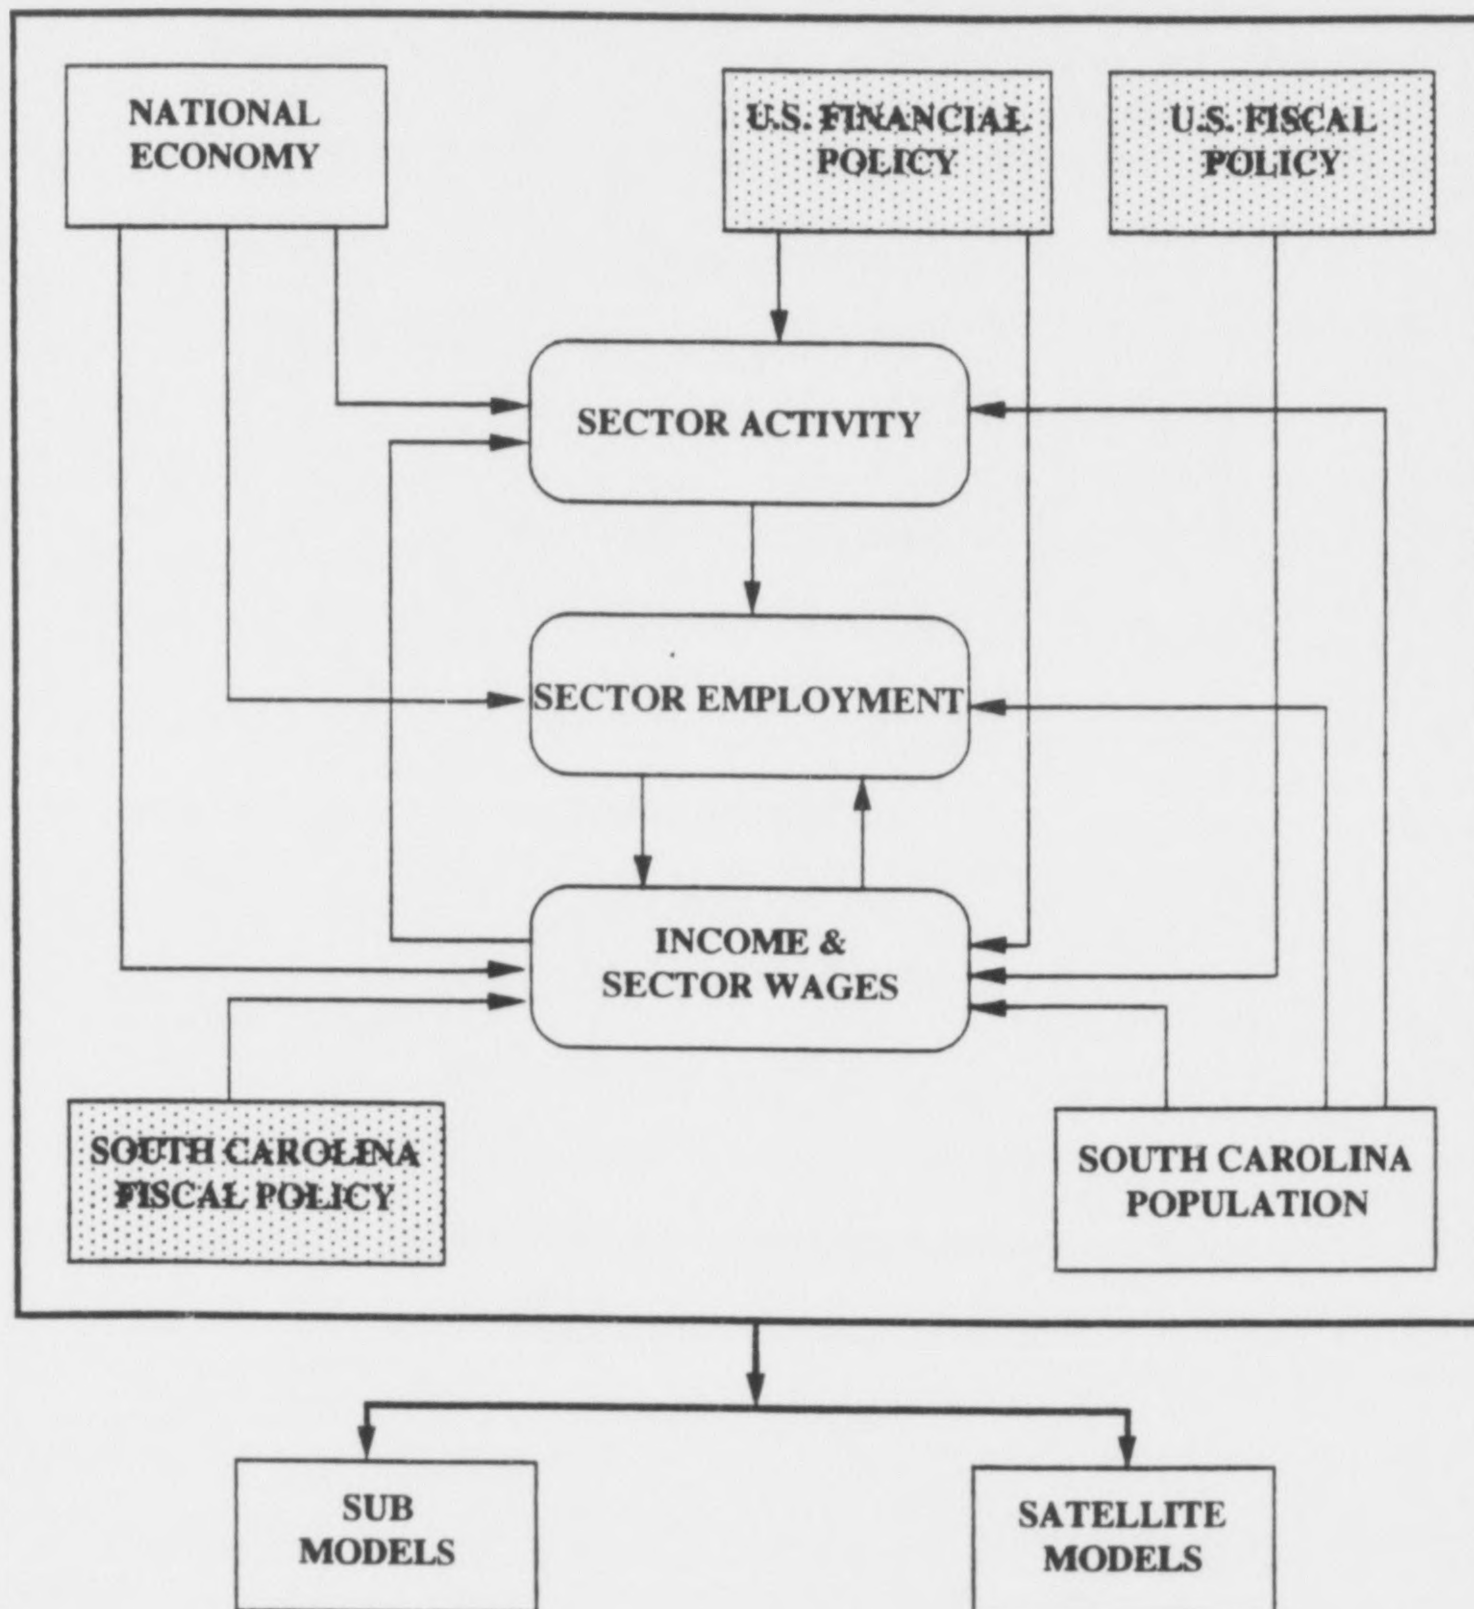 NATIONAL
ECONOMY
U.S. FINANCIAL
POLICY
U.S. FISCAL
POLICY
SECTOR ACTIVITY
SECTOR EMPLOYMENT
INCOME &
SECTOR WAGES
SOUTH CAROLINA
FISCAL POLICY
SOUTH CAROLINA
POPULATION
SUB
MODELS
SATELLITE
MODELS